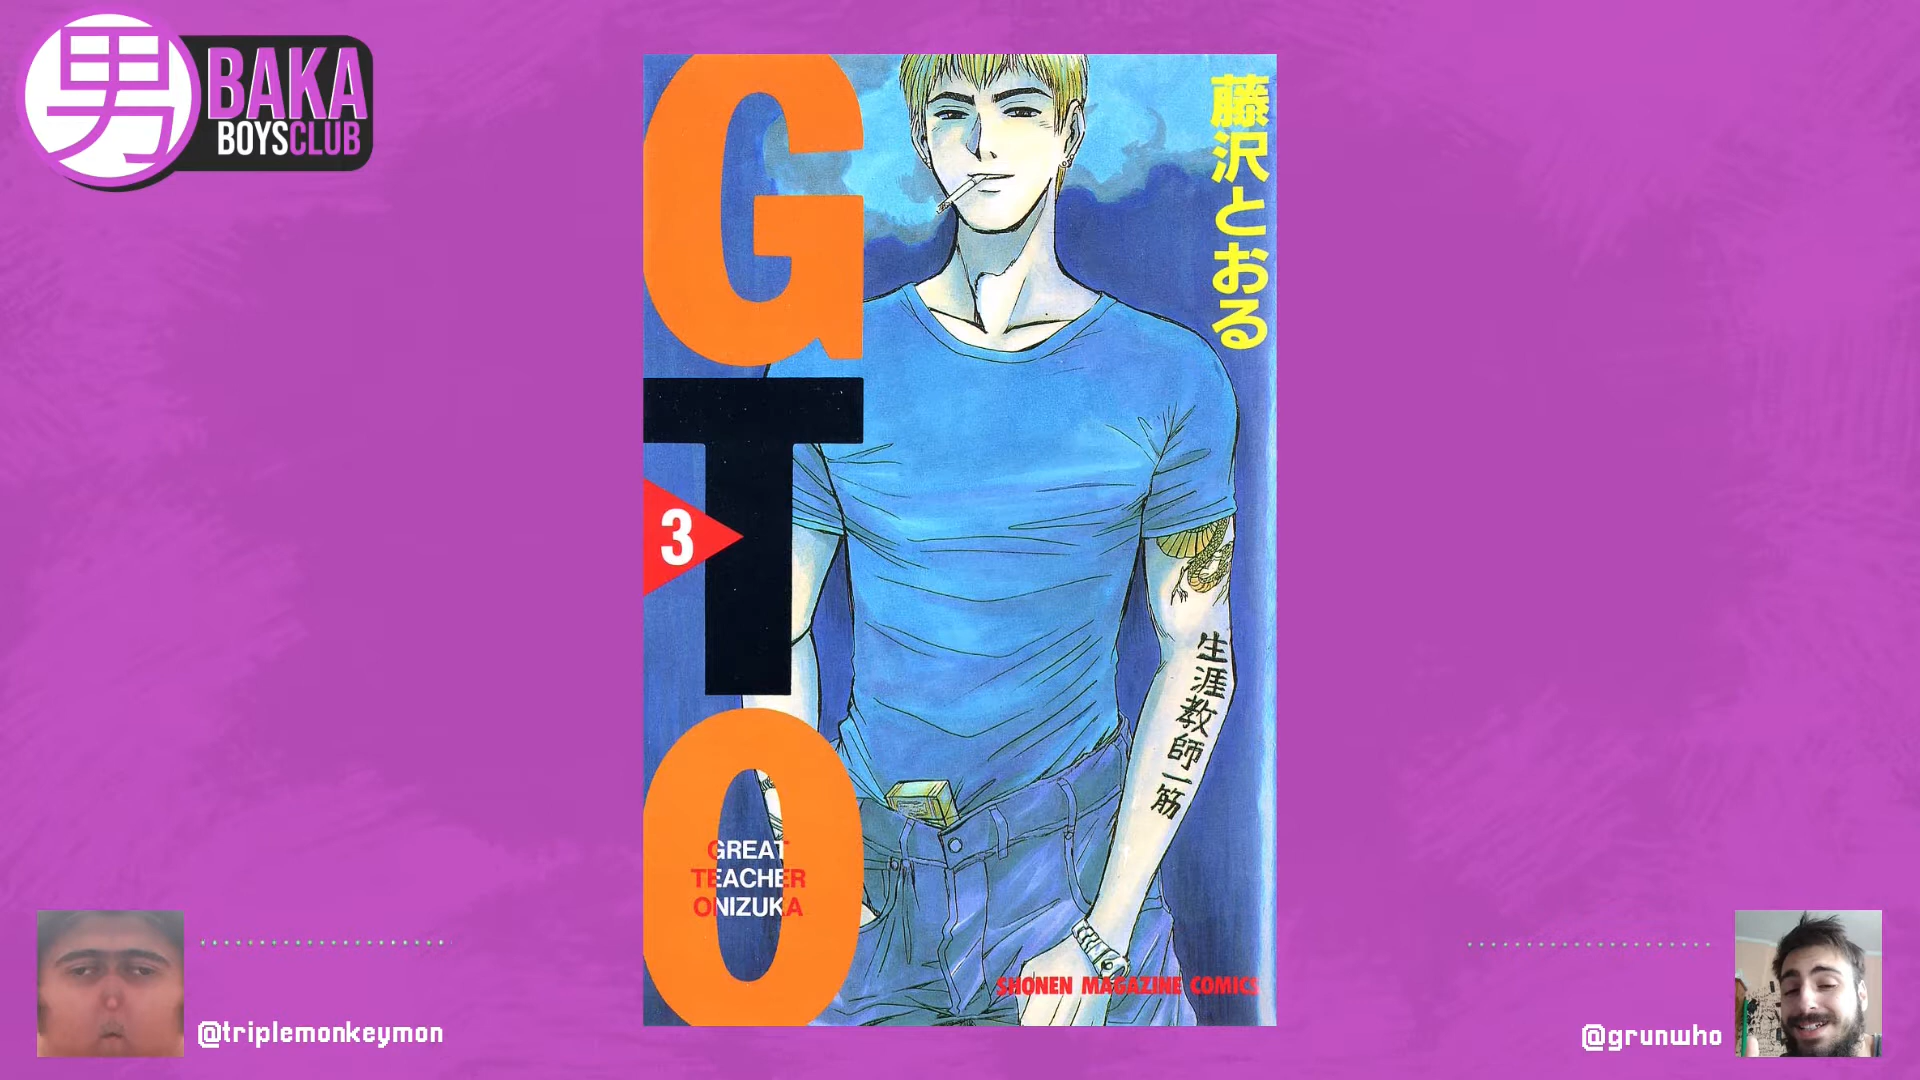 男
BAKA
BOYSCLUB
GTO
藤沢とおる
3
生涯教師一筋
GREAT
TEACHER
ONIZUKA
SHONEN MAGAZINE COMICS
@triplemonkeymon
@grunwho